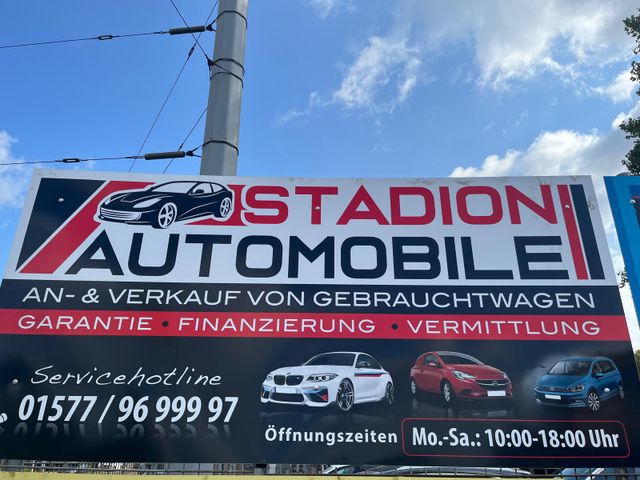 STADION
AUTOMOBILE
AN- & VERKAUF VON GEBRAUCHTWAGEN
GARANTIE • FINANZIERUNG • VERMITTLUNG
Servicehotline
01577 / 96 999 97
Öffnungszeiten Mo.-Sa.: 10:00-18:00 Uhr